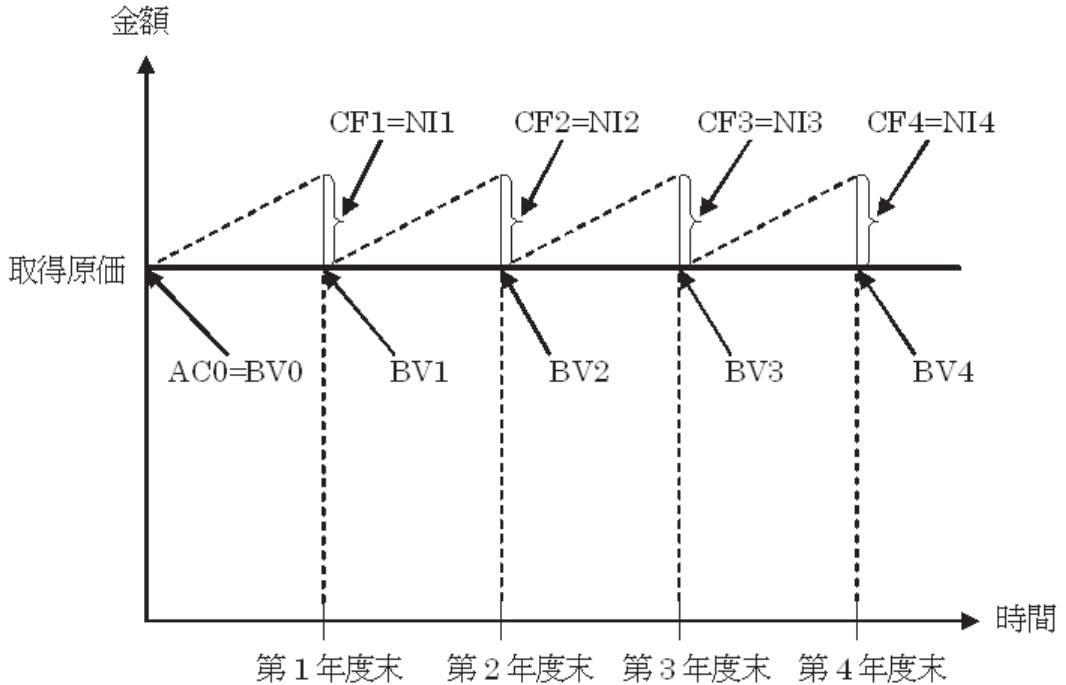 金額
CF1=NI1
CF2=NI2
CF3=NI3
CF4=NI4
取得原価
AC0=BV0
BV1
BV2
BV3
BV4
時間
第1年度末
第2年度末
第3年度末
第4年度末